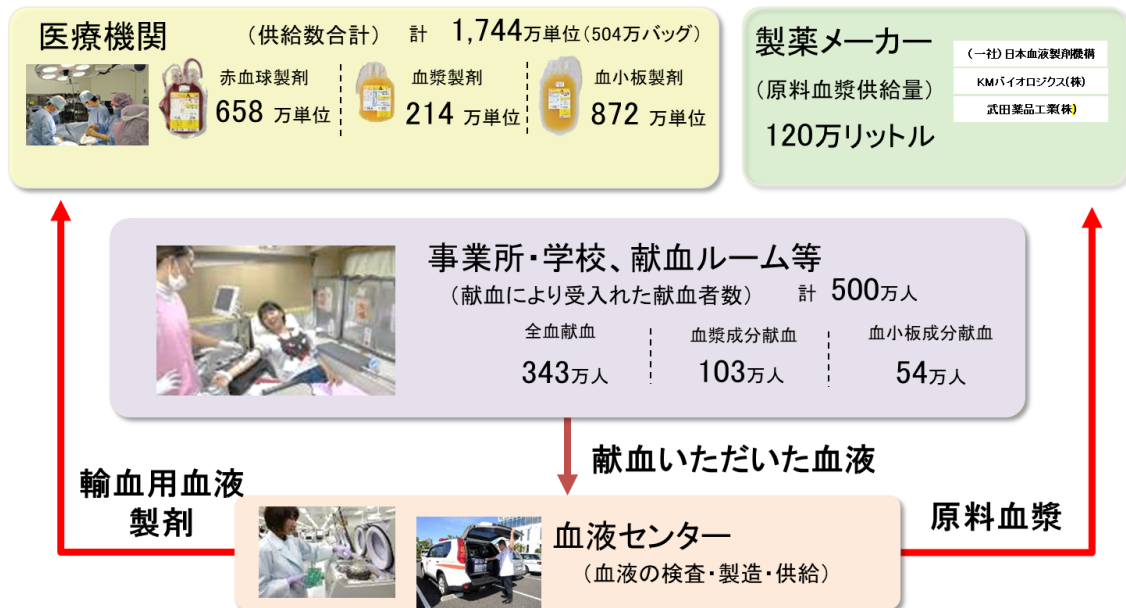 医療機関
(供給数合計) 計 1,744万単位(504万バッグ)
赤血球製剤
658 万単位
血漿製剤
214 万単位
血小板製剤
872 万単位
製薬メーカー
(原料血漿供給量)
120万リットル
(一社)日本血液製剤機構
KMバイオロジクス(株)
武田薬品工業(株)
事業所・学校、献血ルーム等
(献血により受入れた献血者数) 計 500万人
全血献血
343万人
血漿成分献血
103万人
血小板成分献血
54万人
献血いただいた血液
輸血用血液
製剤
原料血漿
血液センター
(血液の検査・製造・供給)